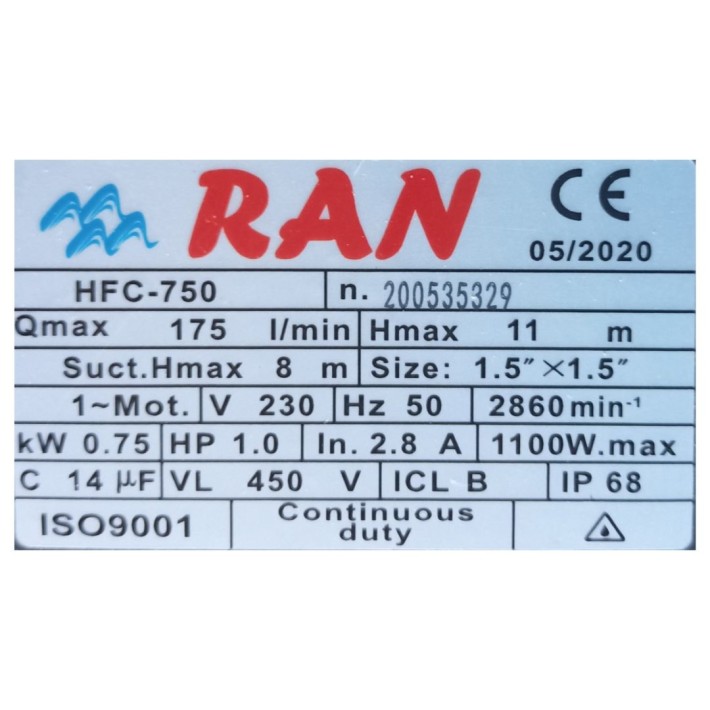 RAN CE
05/2020
HFC-750 n. 200535329
Qmax 175 l/min Hmax 11 m
Suct.Hmax 8 m Size: 1.5"×1.5"
1~Mot. V 230 Hz 50 2860min⁻¹
kW 0.75 HP 1.0 In. 2.8 A 1100W.max
C 14 µF VL 450 V ICL B IP 68
ISO9001 Continuous
duty